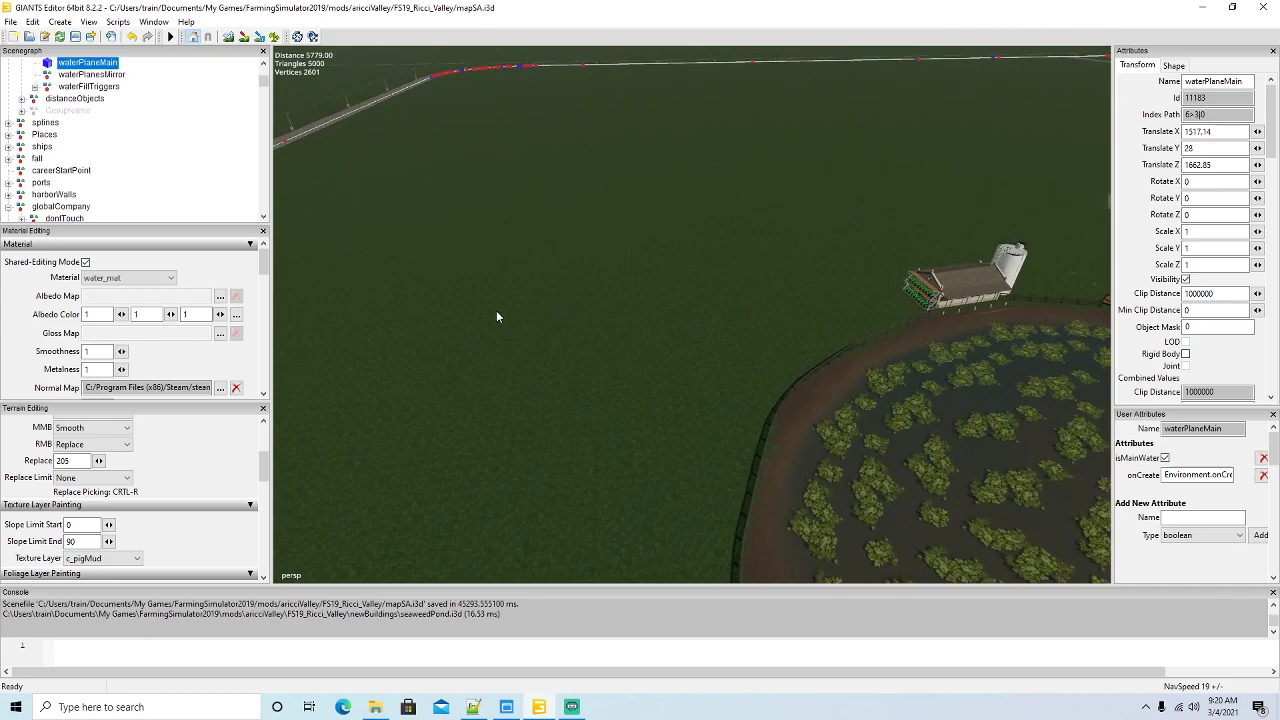 GIANTS Editor 64bit 8.2.2 - C:/Users/train/Documents/My Games/FarmingSimulator2019/mods/aricciValley/FS19_Ricci_Valley/mapSA.i3d
File Edit Create View Scripts Window Help
Scenegraph
waterPlaneMain
waterPlanesMirror
waterFillTriggers
distanceObjects
GroupName
splines
Places
ships
fall
careerStartPoint
ports
harborWalls
globalCompany
dontTouch
Material Editing
Material
Shared-Editing Mode
Material water_mat
Albedo Map ...
Albedo Color 1 1 1 ...
Gloss Map ...
Smoothness 1
Metalness 1
Normal Map C:/Program Files (x86)/Steam/stean ...
Terrain Editing
MMB Smooth
RMB Replace
Replace 205
Replace Limit None
Replace Picking: CRTL-R
Texture Layer Painting
Slope Limit Start 0
Slope Limit End 90
Texture Layer c_pigMud
Foliage Layer Painting
Distance 5779.00
Triangles 5000
Vertices 2601
persp
Attributes
Transform Shape
Name waterPlaneMain
Id 11183
Index Path 6>3|0
Translate X 1517.14
Translate Y 28
Translate Z 1662.85
Rotate X 0
Rotate Y 0
Rotate Z 0
Scale X 1
Scale Y 1
Scale Z 1
Visibility
Clip Distance 1000000
Min Clip Distance 0
Object Mask 0
LOD
Rigid Body
Joint
Combined Values
Clip Distance 1000000
User Attributes
Name waterPlaneMain
Attributes
isMainWater
onCreate Environment.onCre
Add New Attribute
Name
Type boolean Add
Console
Scenefile 'C:/Users/train/Documents/My Games/FarmingSimulator2019/mods/aricciValley/FS19_Ricci_Valley/mapSA.i3d' saved in 45293.555100 ms.
C:\Users\train\Documents\My Games\FarmingSimulator2019\mods\aricciValley\FS19_Ricci_Valley\newBuildings\seaweedPond.i3d (16.53 ms)
1
Ready
NavSpeed 19 +/-
Type here to search
9:20 AM
3/4/2021